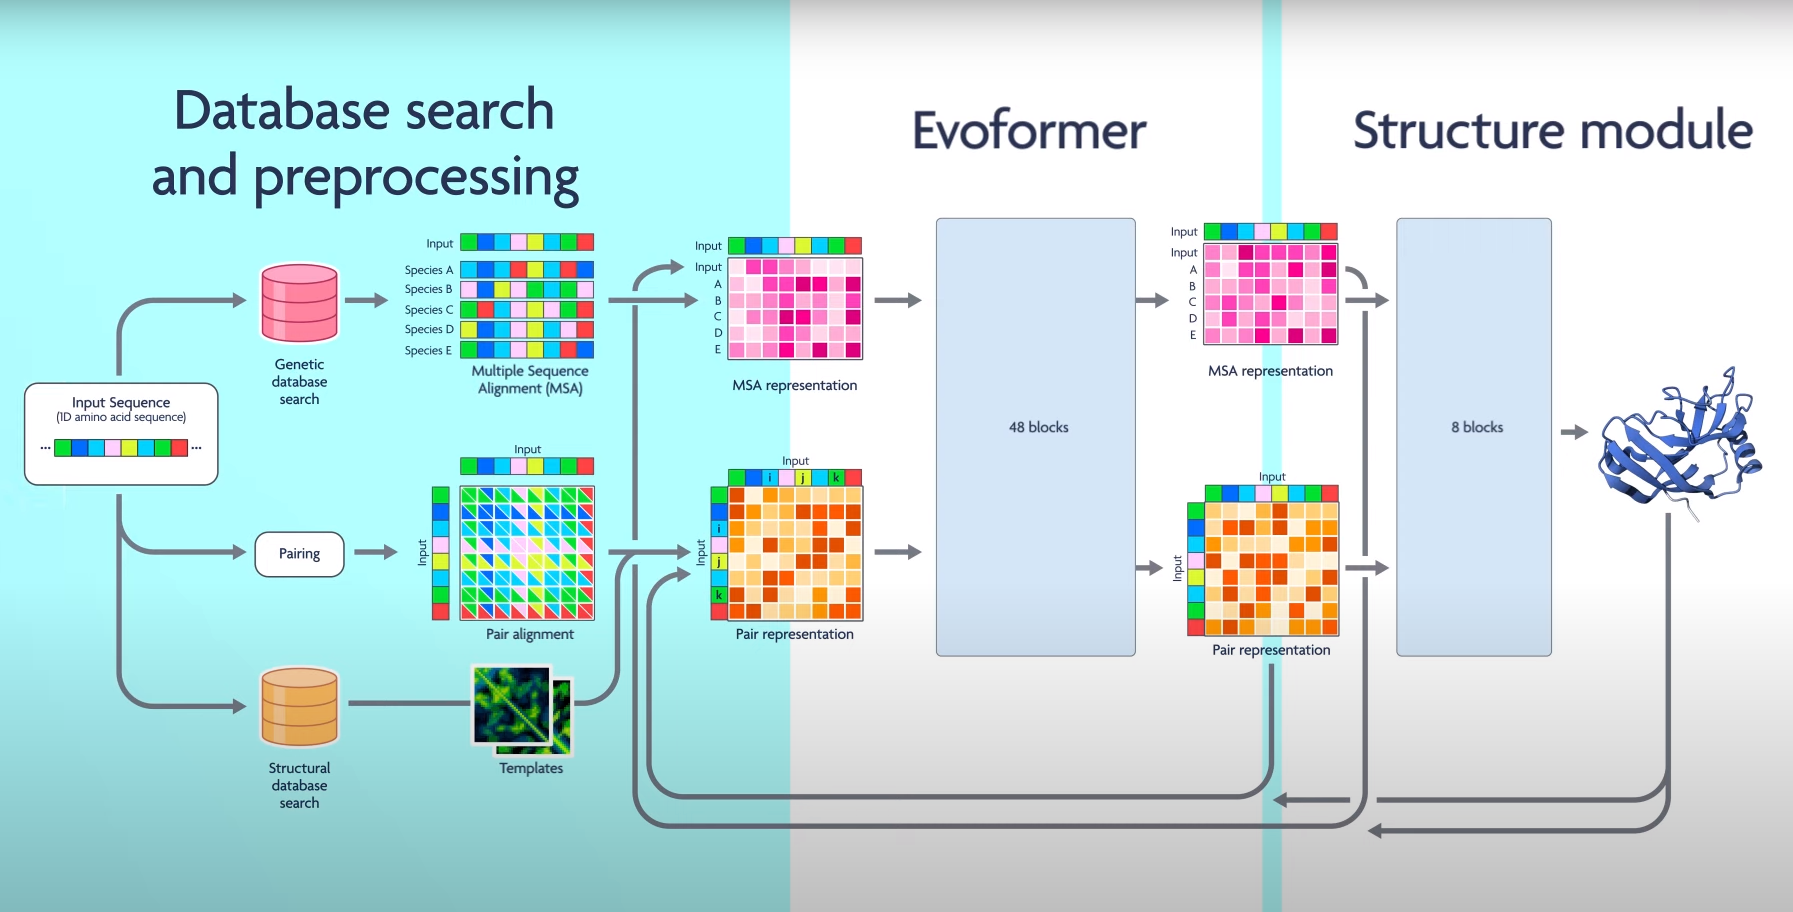 Database search
and preprocessing
Evoformer
Structure module
Input
Species A
Species B
Species C
Species D
Species E
Multiple Sequence
Alignment (MSA)
Genetic
database
search
Input Sequence
(ID amino acid sequence)
... ...
Input
Input
A
B
C
D
E
MSA representation
48 blocks
Input
Input
A
B
C
D
E
MSA representation
8 blocks
Pairing
Input
Input
Pair alignment
Input
i j k
Input
i
j
k
Pair representation
Input
Input
Pair representation
Structural
database
search
Templates